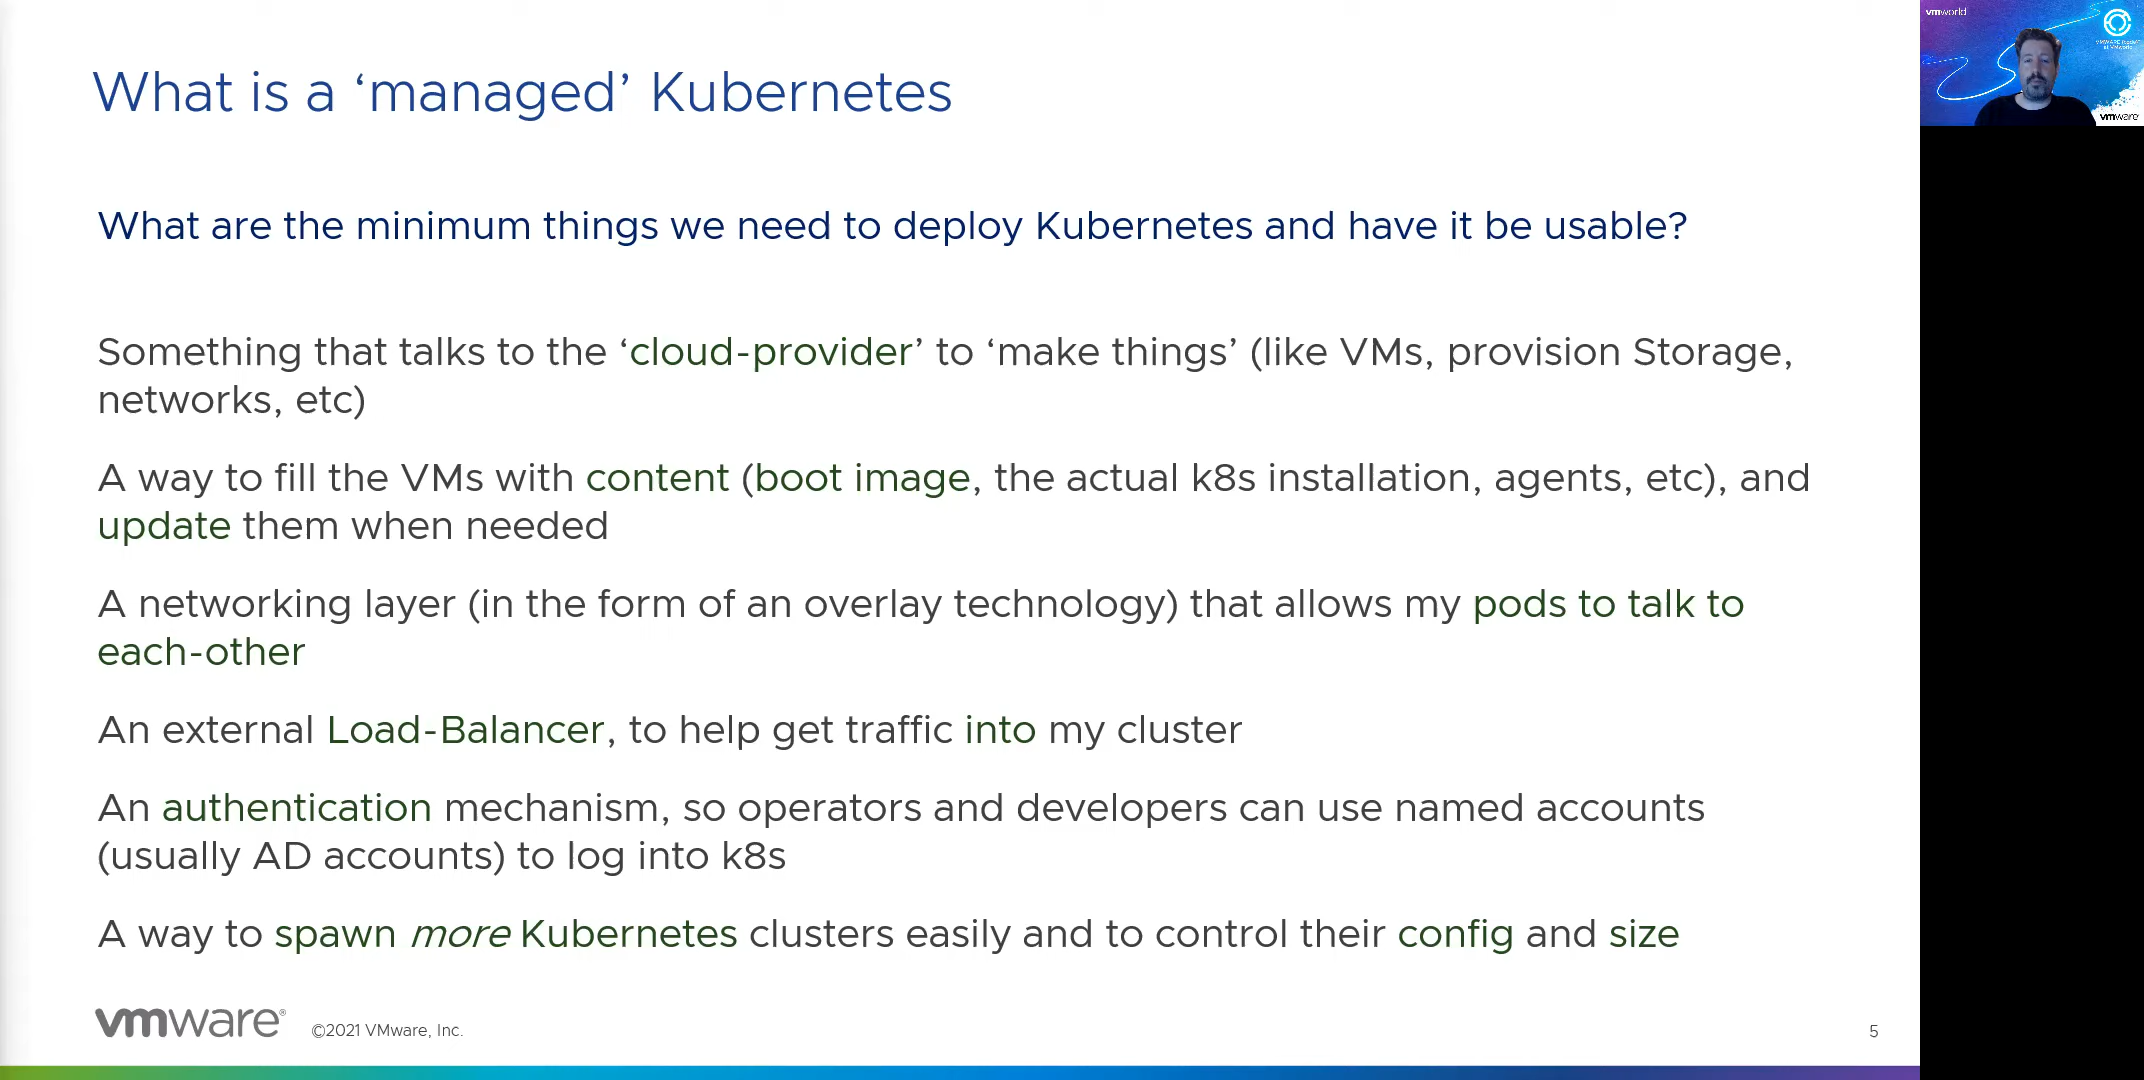 What is a ‘managed’ Kubernetes
What are the minimum things we need to deploy Kubernetes and have it be usable?
Something that talks to the ‘cloud-provider’ to ‘make things’ (like VMs, provision Storage,
networks, etc)
A way to fill the VMs with content (boot image, the actual k8s installation, agents, etc), and
update them when needed
A networking layer (in the form of an overlay technology) that allows my pods to talk to
each-other
An external Load-Balancer, to help get traffic into my cluster
An authentication mechanism, so operators and developers can use named accounts
(usually AD accounts) to log into k8s
A way to spawn more Kubernetes clusters easily and to control their config and size
vmware®
©2021 VMware, Inc.
5
vmworld
vmware